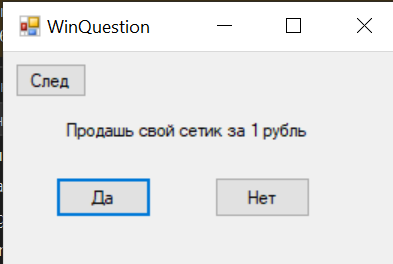 WinQuestion
След
Продашь свой сетик за 1 рубль
Да
Нет